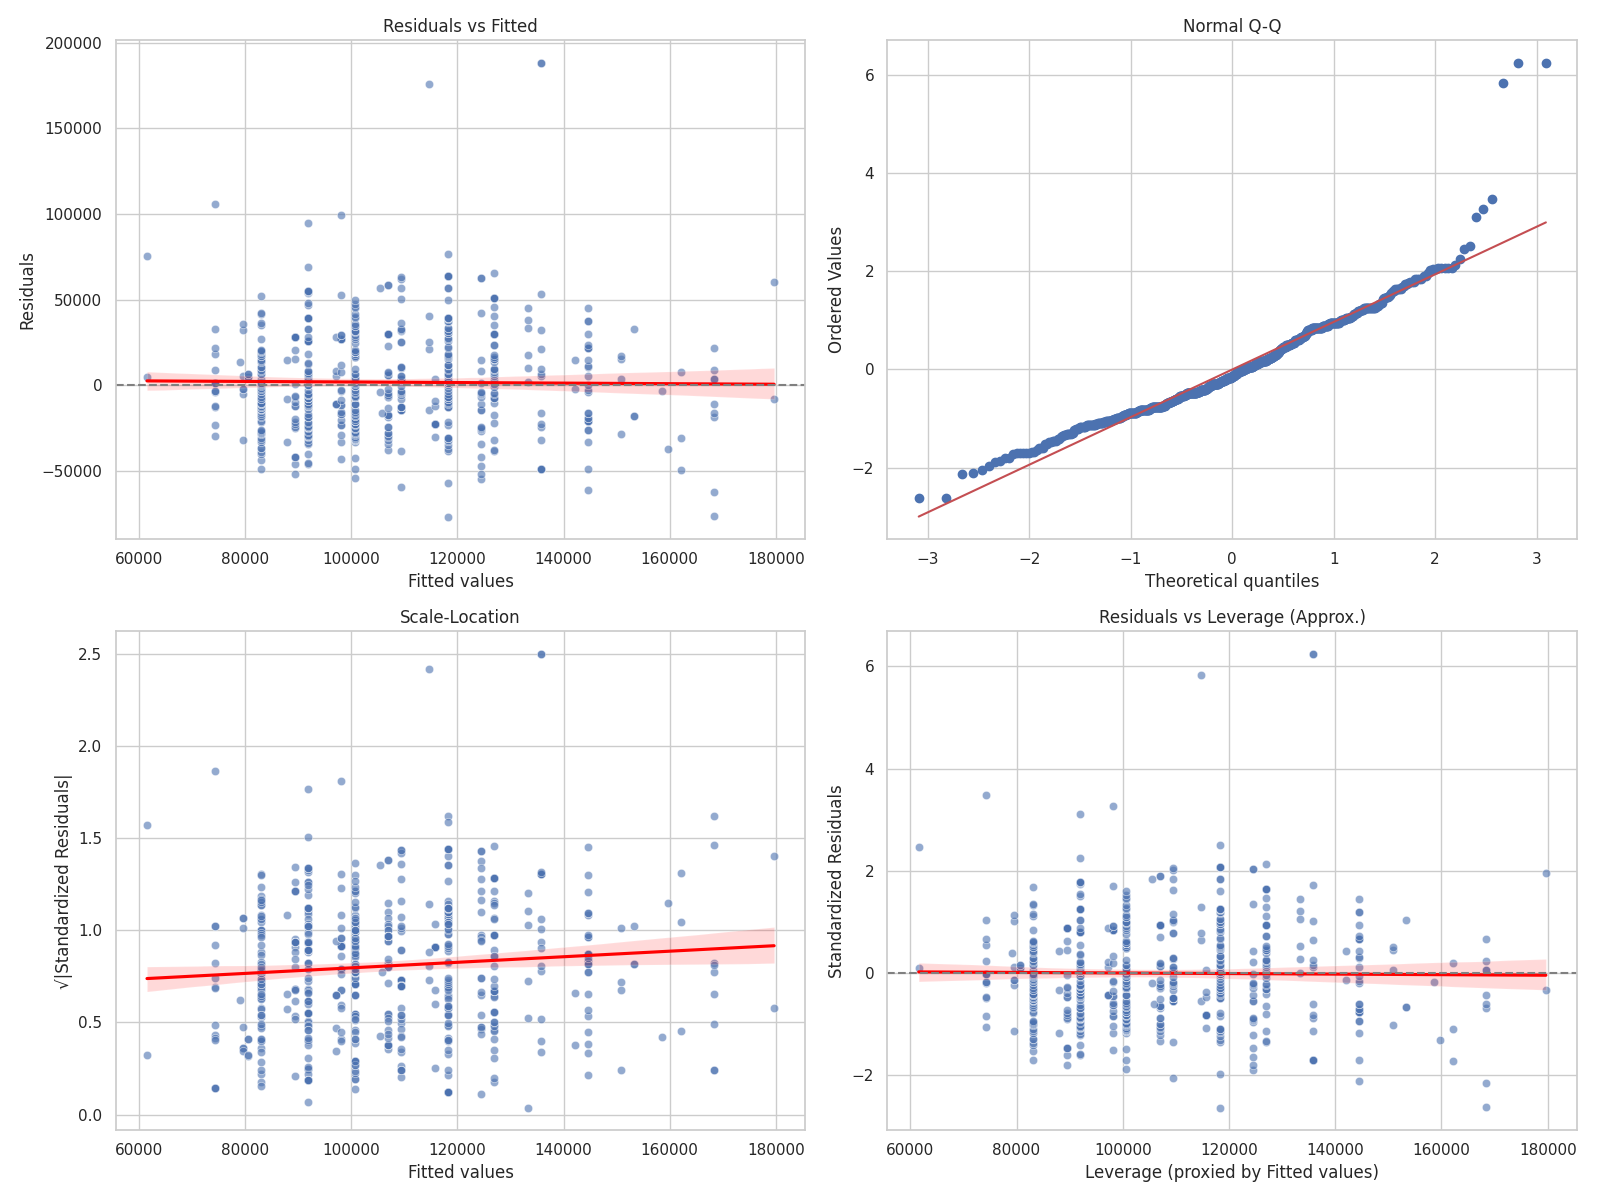 Residuals vs Fitted
200000
150000
100000
50000
0
−50000
Residuals
60000 80000 100000 120000 140000 160000 180000
Fitted values
Normal Q-Q
6
4
2
0
−2
Ordered Values
−3 −2 −1 0 1 2 3
Theoretical quantiles
Scale-Location
2.5
2.0
1.5
1.0
0.5
0.0
√|Standardized Residuals|
60000 80000 100000 120000 140000 160000 180000
Fitted values
Residuals vs Leverage (Approx.)
6
4
2
0
−2
Standardized Residuals
60000 80000 100000 120000 140000 160000 180000
Leverage (proxied by Fitted values)